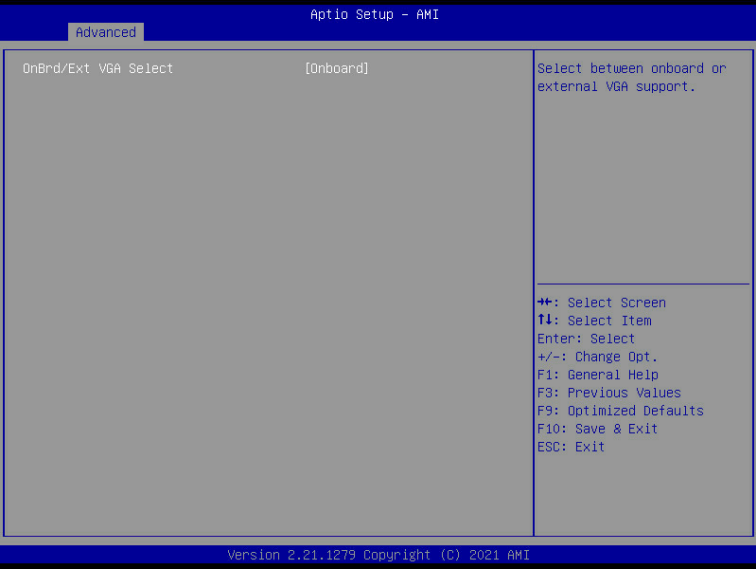 Aptio Setup – AMI
Advanced
OnBrd/Ext VGA Select [Onboard]
Select between onboard or
external VGA support.
→←: Select Screen
↑↓: Select Item
Enter: Select
+/-: Change Opt.
F1: General Help
F3: Previous Values
F9: Optimized Defaults
F10: Save & Exit
ESC: Exit
Version 2.21.1279 Copyright (C) 2021 AMI